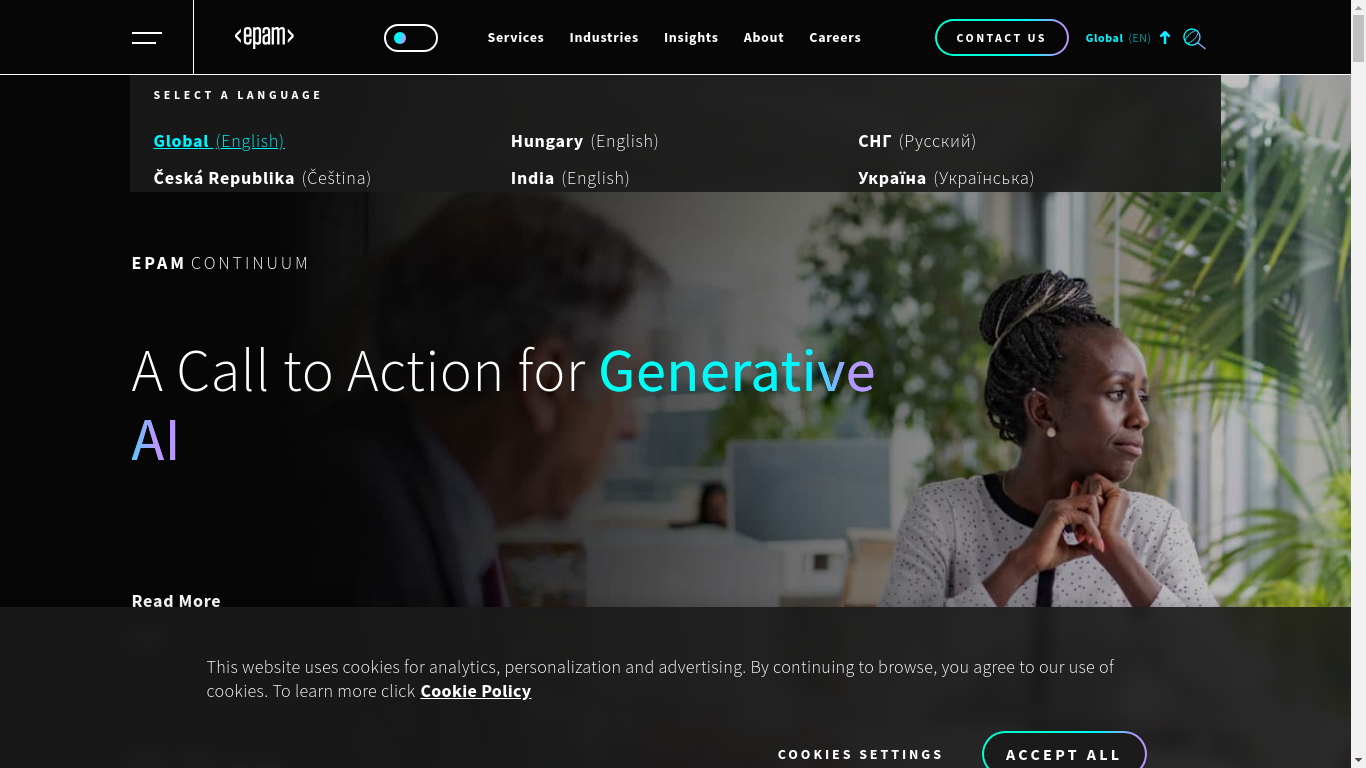 <epam>
Services Industries Insights About Careers
CONTACT US
Global (EN)
SELECT A LANGUAGE
Global (English) Hungary (English) СНГ (Русский)
Česká Republika (Čeština) India (English) Україна (Українська)
EPAM CONTINUUM
A Call to Action for Generative
AI
Read More
This website uses cookies for analytics, personalization and advertising. By continuing to browse, you agree to our use of
cookies. To learn more click Cookie Policy
COOKIES SETTINGS ACCEPT ALL